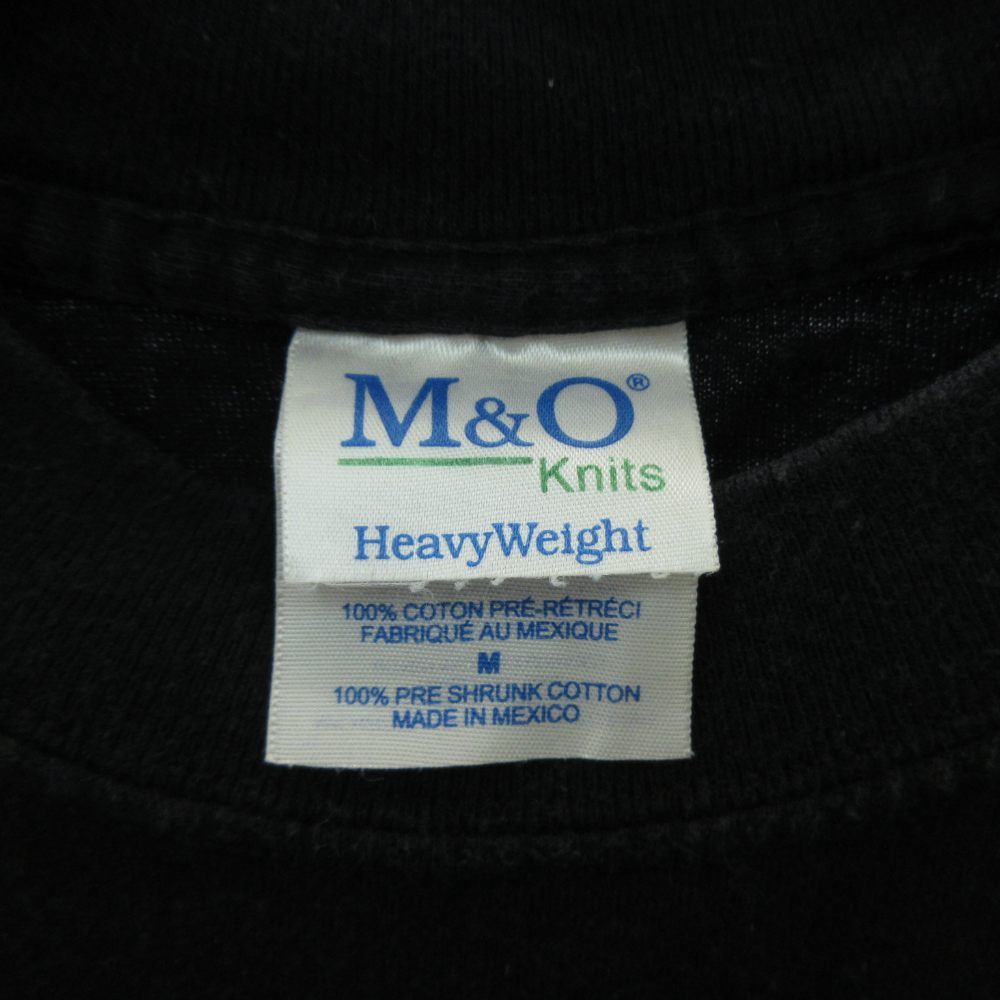 M&O®
Knits
HeavyWeight
100% COTON PRÉ-RÉTRÉCI
FABRIQUÉ AU MEXIQUE
M
100% PRE SHRUNK COTTON
MADE IN MEXICO